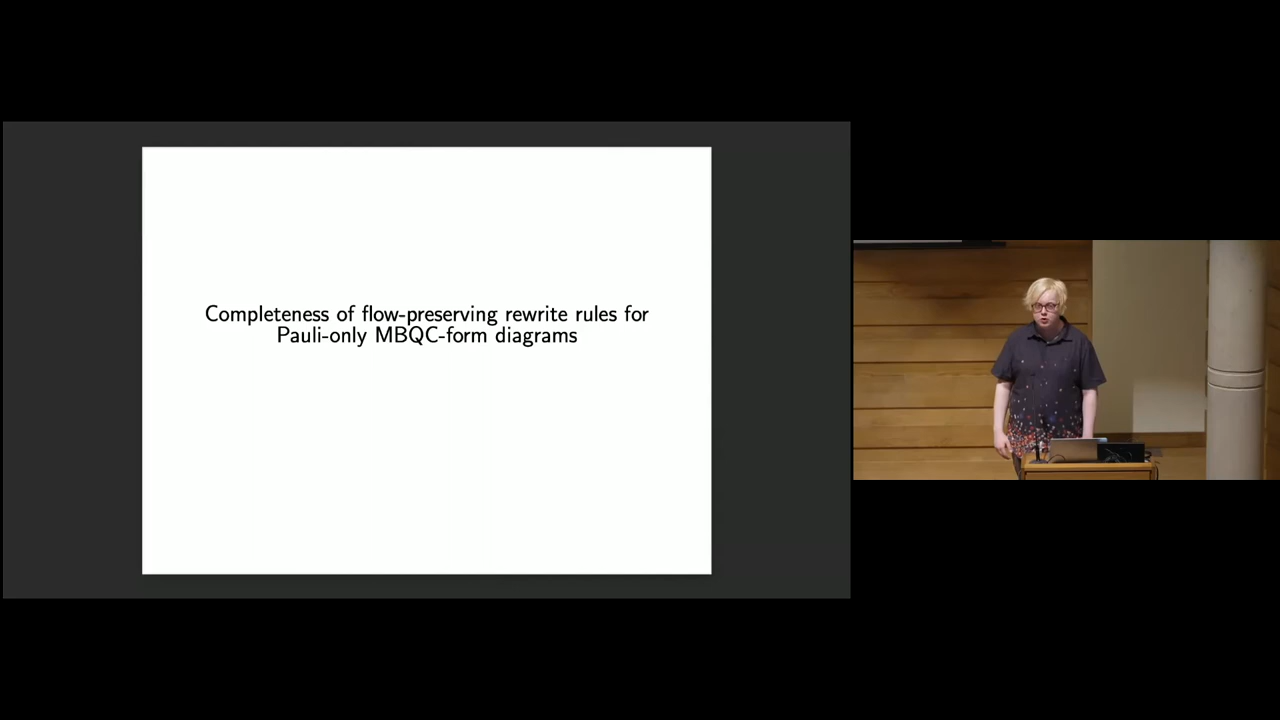 Completeness of flow-preserving rewrite rules for
Pauli-only MBQC-form diagrams